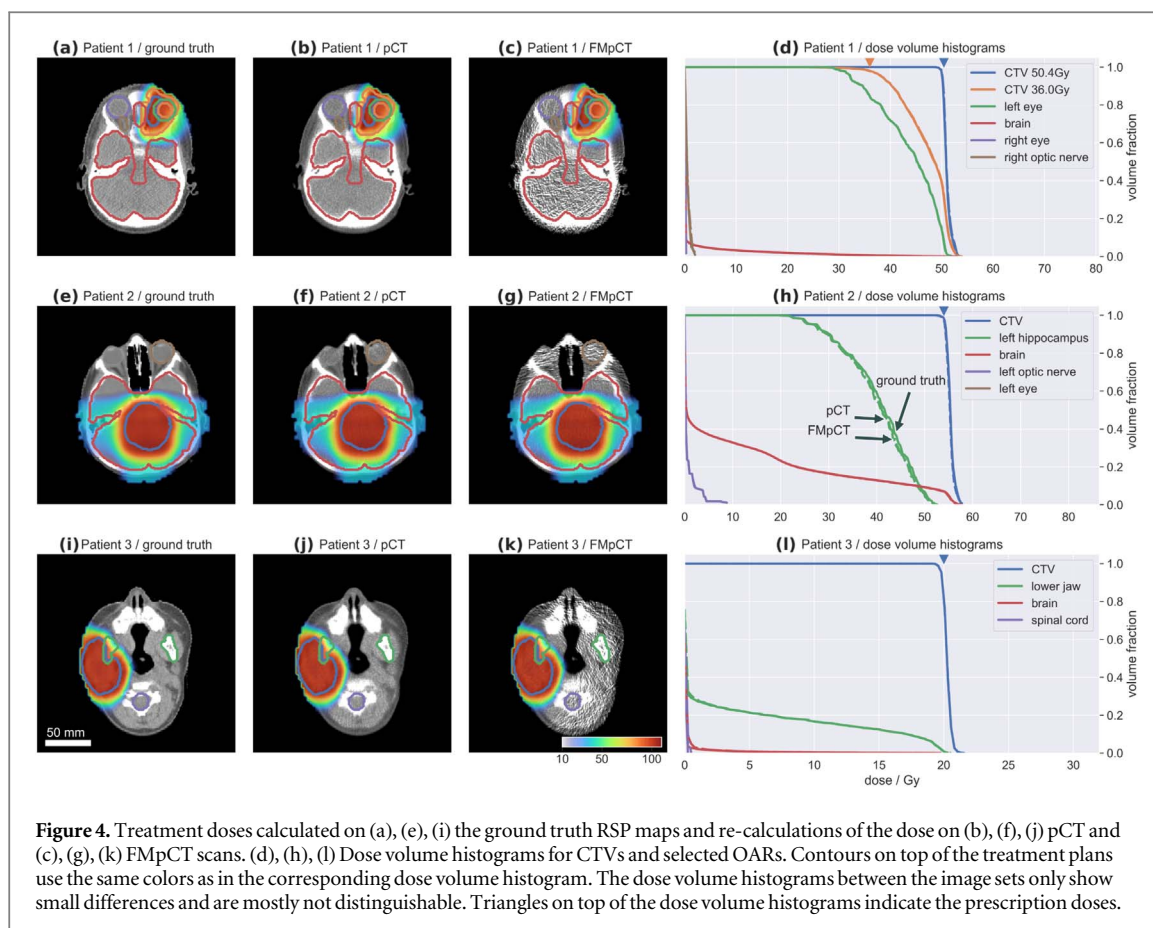 (a) Patient 1 / ground truth
(b) Patient 1 / pCT
(c) Patient 1 / FMpCT
(d) Patient 1 / dose volume histograms
CTV 50.4Gy
CTV 36.0Gy
left eye
brain
right eye
right optic nerve
1.0
0.8
0.6
0.4
0.2
0.0
volume fraction
0 10 20 30 40 50 60 70 80
(e) Patient 2 / ground truth
(f) Patient 2 / pCT
(g) Patient 2 / FMpCT
(h) Patient 2 / dose volume histograms
CTV
left hippocampus
brain
left optic nerve
left eye
ground truth
pCT
FMpCT
1.0
0.8
0.6
0.4
0.2
0.0
volume fraction
0 10 20 30 40 50 60 70 80
(i) Patient 3 / ground truth
(j) Patient 3 / pCT
(k) Patient 3 / FMpCT
(l) Patient 3 / dose volume histograms
50 mm
10 50 100
CTV
lower jaw
brain
spinal cord
1.0
0.8
0.6
0.4
0.2
0.0
volume fraction
0 5 10 15 20 25 30
dose / Gy
Figure 4. Treatment doses calculated on (a), (e), (i) the ground truth RSP maps and re-calculations of the dose on (b), (f), (j) pCT and
(c), (g), (k) FMpCT scans. (d), (h), (l) Dose volume histograms for CTVs and selected OARs. Contours on top of the treatment plans
use the same colors as in the corresponding dose volume histogram. The dose volume histograms between the image sets only show
small differences and are mostly not distinguishable. Triangles on top of the dose volume histograms indicate the prescription doses.